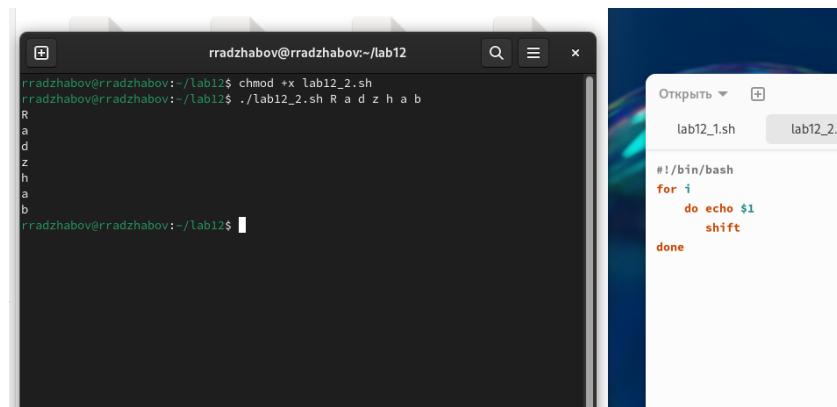 rradzhabov@rradzhabov:~/lab12
rradzhabov@rradzhabov:~/lab12$ chmod +x lab12_2.sh
rradzhabov@rradzhabov:~/lab12$ ./lab12_2.sh R a d z h a b
R
a
d
z
h
a
b
rradzhabov@rradzhabov:~/lab12$
Открыть
lab12_1.sh lab12_2.
#!/bin/bash
for i
do echo $1
shift
done